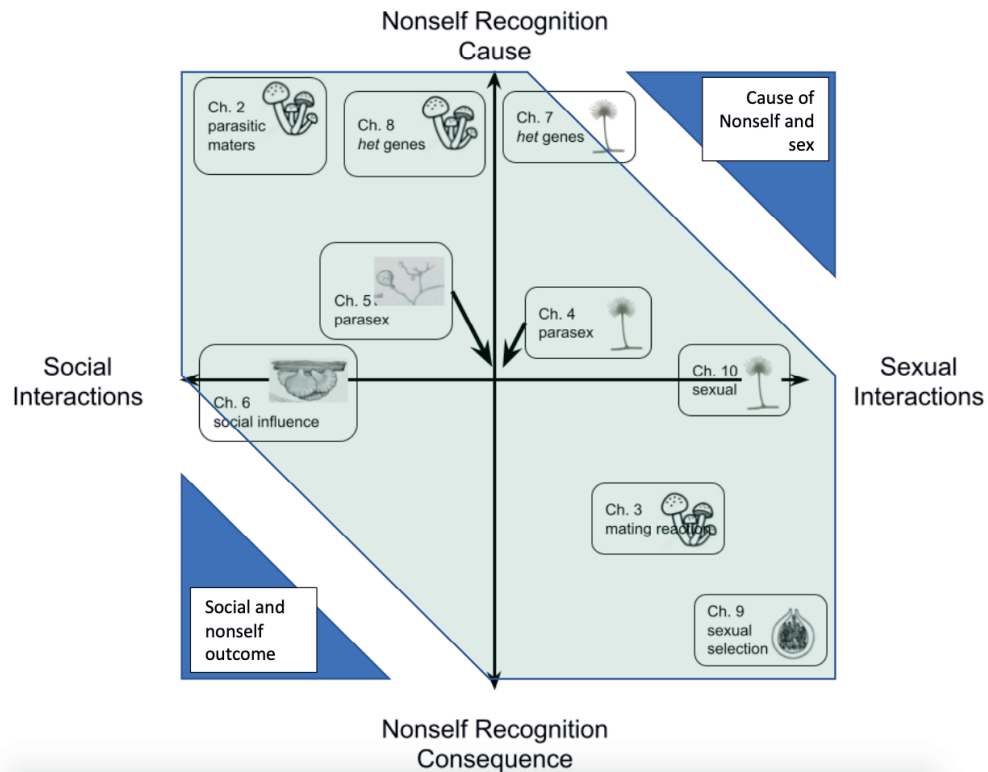 Nonself Recognition
Cause
Ch. 2
parasitic
maters
Ch. 8
het genes
Ch. 7
het genes
Cause of
Nonself and
sex
Ch. 5
parasex
Ch. 4
parasex
Social
Interactions
Ch. 10
sexual
Sexual
Interactions
Ch. 6
social influence
Ch. 3
mating reaction
Social and
nonself
outcome
Ch. 9
sexual
selection
Nonself Recognition
Consequence